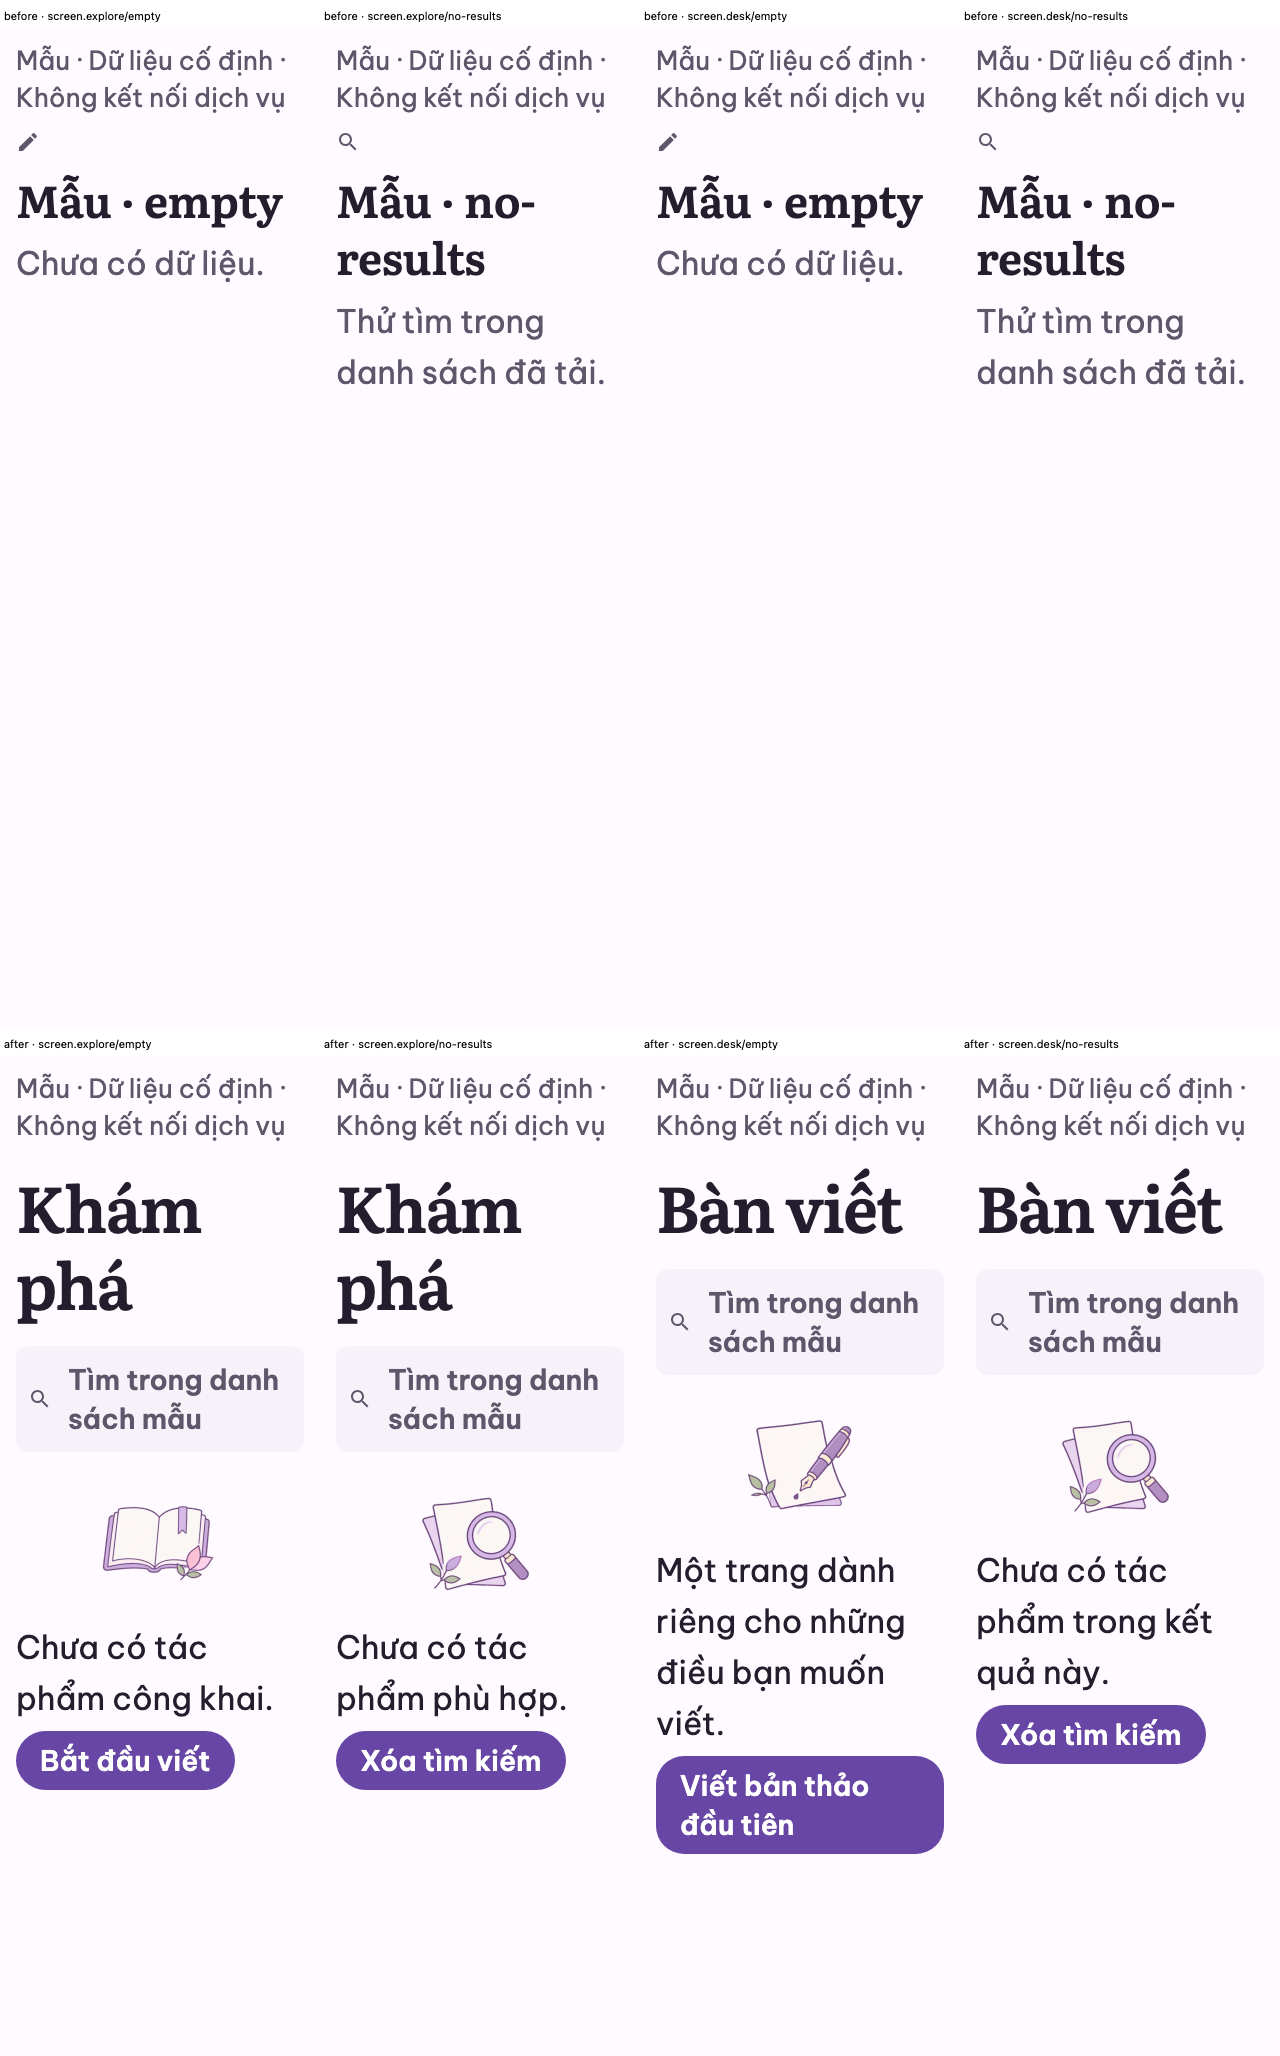 before · screen.explore/empty
Mẫu · Dữ liệu cố định ·
Không kết nối dịch vụ
Mẫu · empty
Chưa có dữ liệu.
before · screen.explore/no-results
Mẫu · Dữ liệu cố định ·
Không kết nối dịch vụ
Mẫu · no-
results
Thử tìm trong
danh sách đã tải.
before · screen.desk/empty
Mẫu · Dữ liệu cố định ·
Không kết nối dịch vụ
Mẫu · empty
Chưa có dữ liệu.
before · screen.desk/no-results
Mẫu · Dữ liệu cố định ·
Không kết nối dịch vụ
Mẫu · no-
results
Thử tìm trong
danh sách đã tải.
after · screen.explore/empty
Mẫu · Dữ liệu cố định ·
Không kết nối dịch vụ
Khám
phá
Tìm trong danh
sách mẫu
Chưa có tác
phẩm công khai.
Bắt đầu viết
after · screen.explore/no-results
Mẫu · Dữ liệu cố định ·
Không kết nối dịch vụ
Khám
phá
Tìm trong danh
sách mẫu
Chưa có tác
phẩm phù hợp.
Xóa tìm kiếm
after · screen.desk/empty
Mẫu · Dữ liệu cố định ·
Không kết nối dịch vụ
Bàn viết
Tìm trong danh
sách mẫu
Một trang dành
riêng cho những
điều bạn muốn
viết.
Viết bản thảo
đầu tiên
after · screen.desk/no-results
Mẫu · Dữ liệu cố định ·
Không kết nối dịch vụ
Bàn viết
Tìm trong danh
sách mẫu
Chưa có tác
phẩm trong kết
quả này.
Xóa tìm kiếm